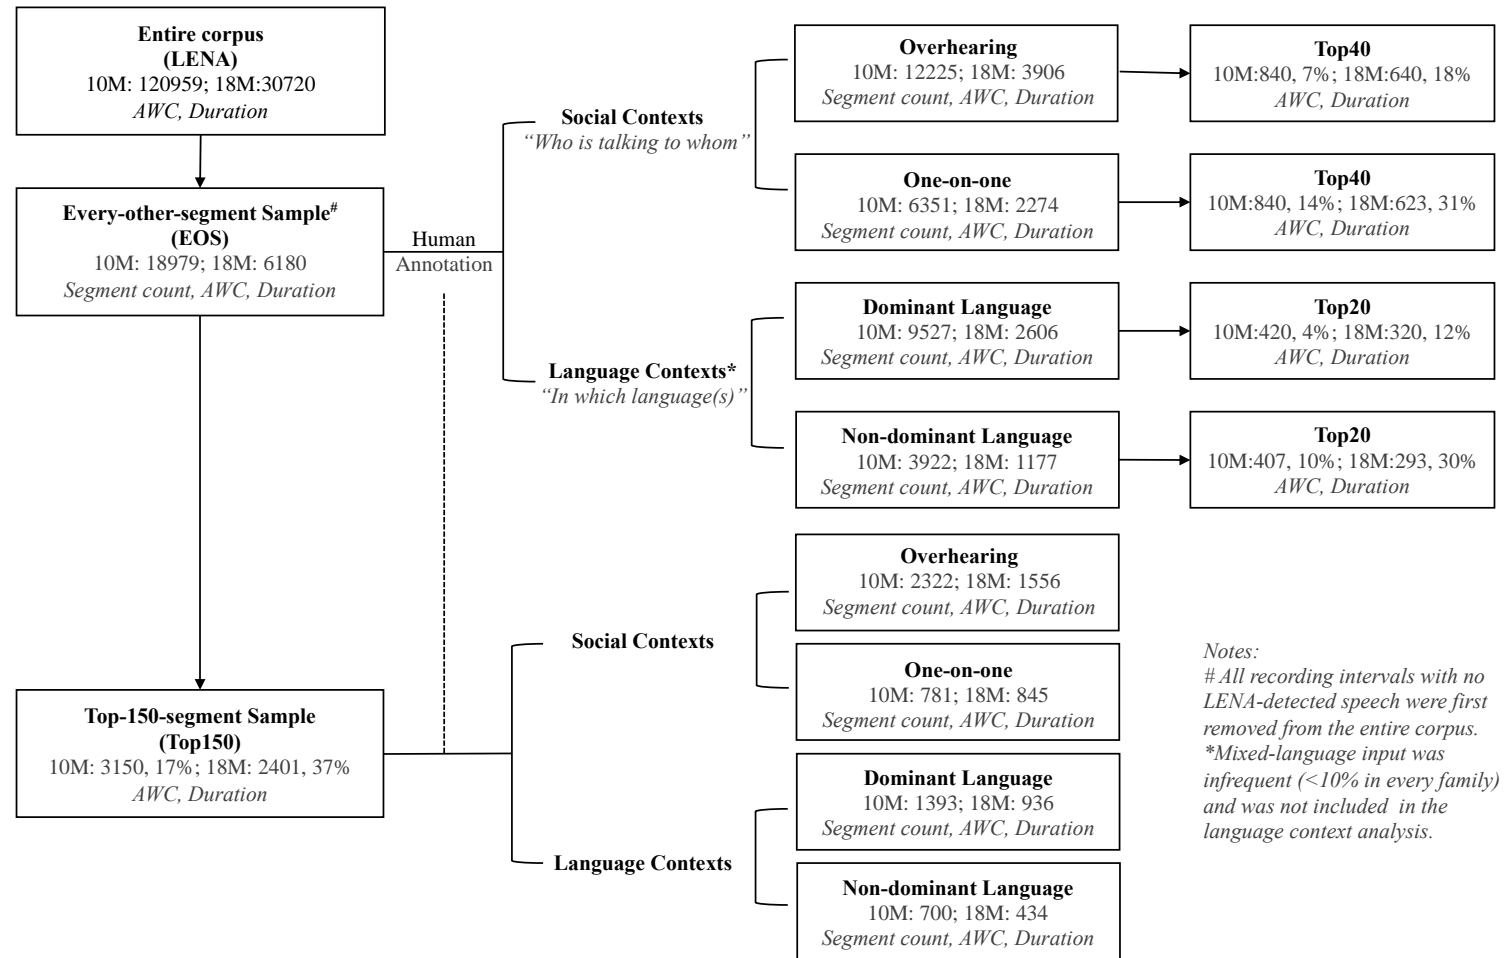 Entire corpus
(LENA)
10M: 120959; 18M:30720
AWC, Duration
Every-other-segment Sample#
(EOS)
10M: 18979; 18M: 6180
Segment count, AWC, Duration
Top-150-segment Sample
(Top150)
10M: 3150, 17%; 18M: 2401, 37%
AWC, Duration
Human
Annotation
Social Contexts
“Who is talking to whom”
Language Contexts*
“In which language(s)”
Overhearing
10M: 12225; 18M: 3906
Segment count, AWC, Duration
One-on-one
10M: 6351; 18M: 2274
Segment count, AWC, Duration
Dominant Language
10M: 9527; 18M: 2606
Segment count, AWC, Duration
Non-dominant Language
10M: 3922; 18M: 1177
Segment count, AWC, Duration
Top40
10M:840, 7%; 18M:640, 18%
AWC, Duration
Top40
10M:840, 14%; 18M:623, 31%
AWC, Duration
Top20
10M:420, 4%; 18M:320, 12%
AWC, Duration
Top20
10M:407, 10%; 18M:293, 30%
AWC, Duration
Social Contexts
Language Contexts
Overhearing
10M: 2322; 18M: 1556
Segment count, AWC, Duration
One-on-one
10M: 781; 18M: 845
Segment count, AWC, Duration
Dominant Language
10M: 1393; 18M: 936
Segment count, AWC, Duration
Non-dominant Language
10M: 700; 18M: 434
Segment count, AWC, Duration
Notes:
# All recording intervals with no
LENA-detected speech were first
removed from the entire corpus.
*Mixed-language input was
infrequent (<10% in every family)
and was not included in the
language context analysis.